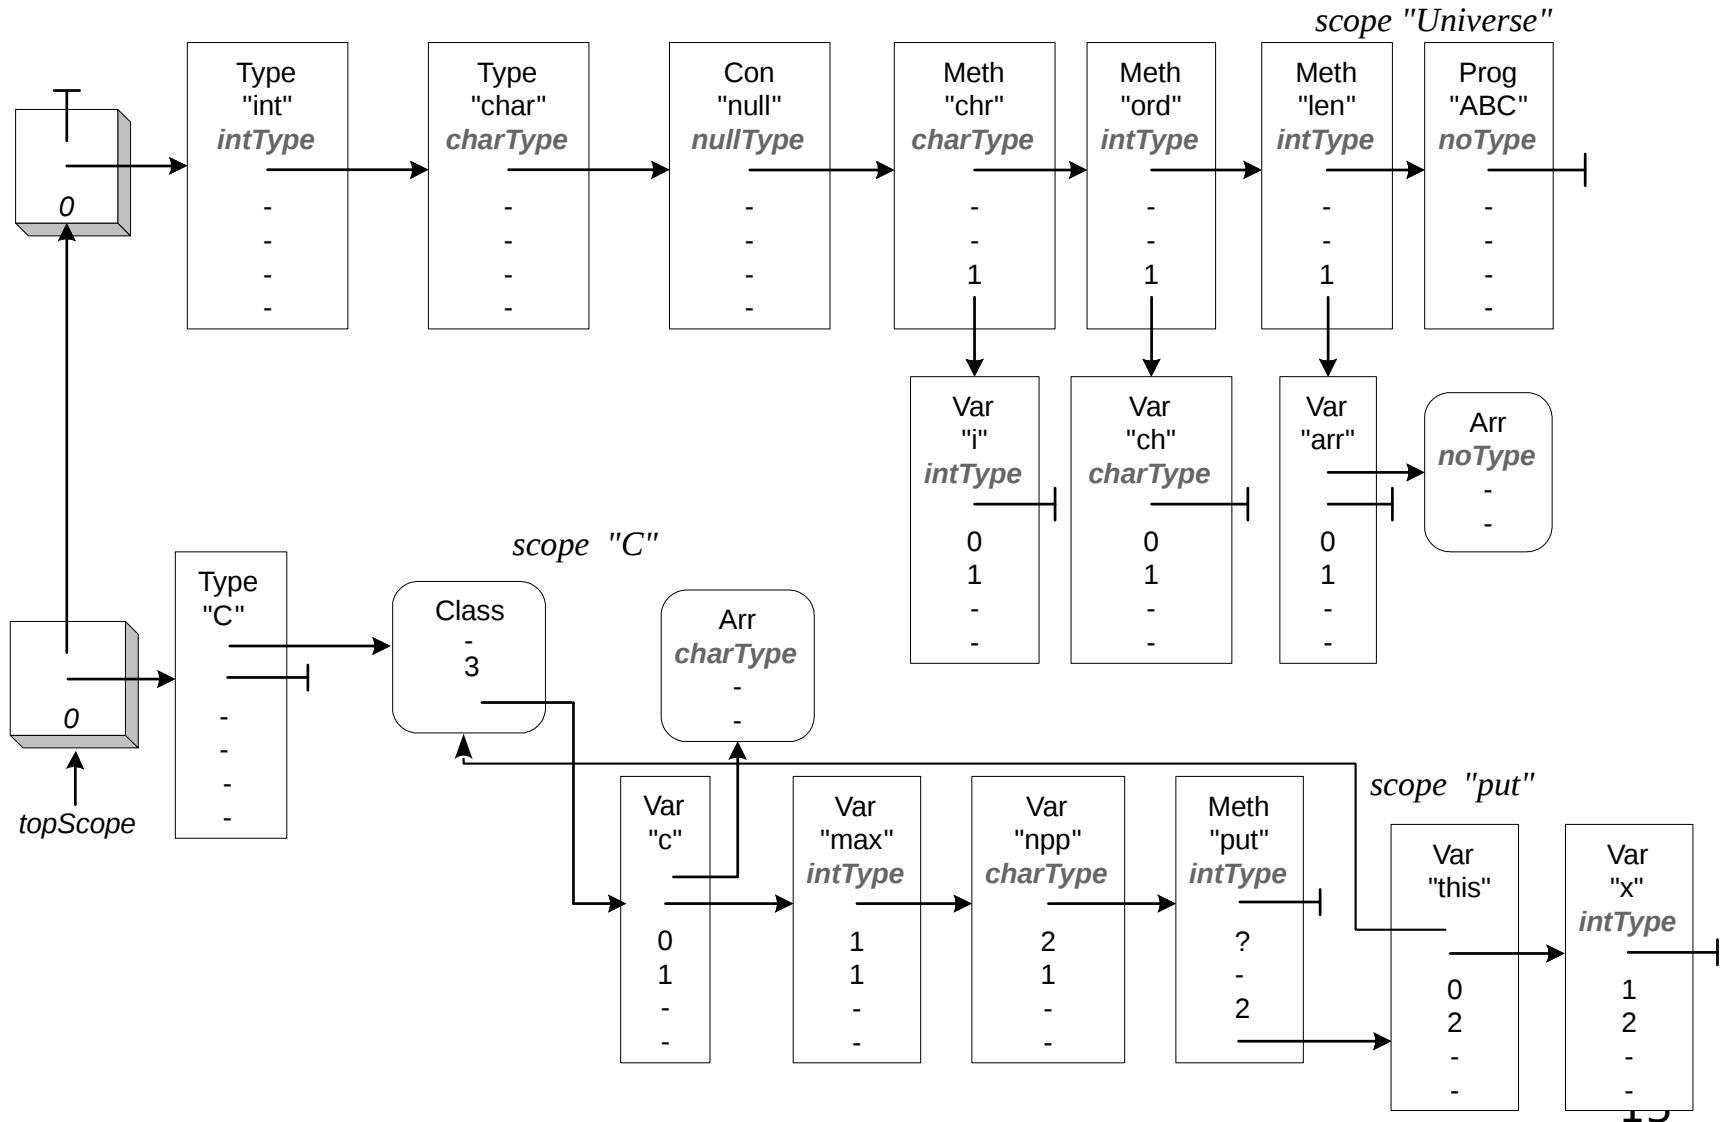 scope "Universe"
Type
"int"
intType
-
-
-
-
Type
"char"
charType
-
-
-
-
Con
"null"
nullType
-
-
-
-
Meth
"chr"
charType
-
-
1
Meth
"ord"
intType
-
-
1
Meth
"len"
intType
-
-
1
Prog
"ABC"
noType
-
-
-
-
0
Var
"i"
intType
0
1
-
-
Var
"ch"
charType
0
1
-
-
Var
"arr"
0
1
-
-
Arr
noType
-
-
scope "C"
0
topScope
Type
"C"
-
-
-
-
Class
-
3
Arr
charType
-
-
Var
"c"
0
1
-
-
Var
"max"
intType
1
1
-
-
Var
"npp"
charType
2
1
-
-
Meth
"put"
intType
?
-
2
scope "put"
Var
"this"
0
2
-
-
Var
"x"
intType
1
2
-
-